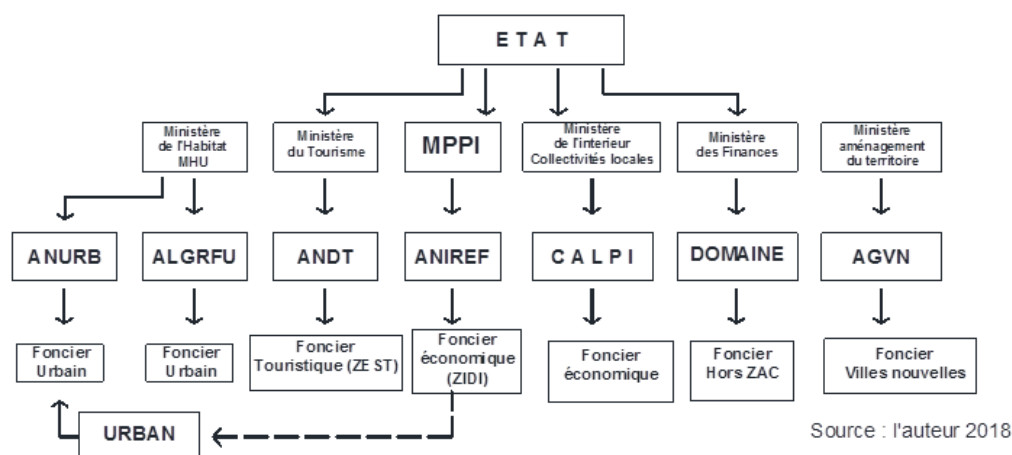 E T A T
Ministère
de l'Habitat
MHU
Ministère
du Tourisme
MPPI
Ministère
de l'interieur
Collectivités locales
Ministère
des Finances
Ministère
aménagement
du territoire
ANURB
ALGRFU
ANDT
ANIREF
C A L P I
DOMAINE
AGVN
Foncier
Urbain
Foncier
Urbain
Foncier
Touristique (ZE ST)
Foncier
économique
(ZIDI)
Foncier
économique
Foncier
Hors ZAC
Foncier
Villes nouvelles
URBAN
Source : l'auteur 2018